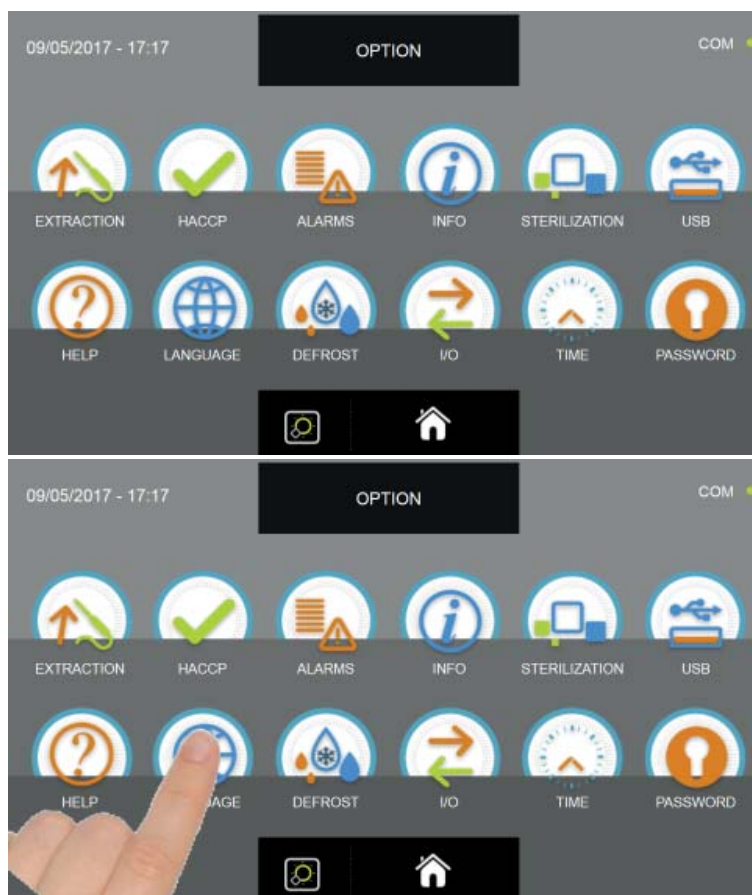 09/05/2017 - 17:17 OPTION COM
EXTRACTION HACCP ALARMS INFO STERILIZATION USB
HELP LANGUAGE DEFROST I/O TIME PASSWORD
09/05/2017 - 17:17 OPTION COM
EXTRACTION HACCP ALARMS INFO STERILIZATION USB
HELP AGE DEFROST I/O TIME PASSWORD